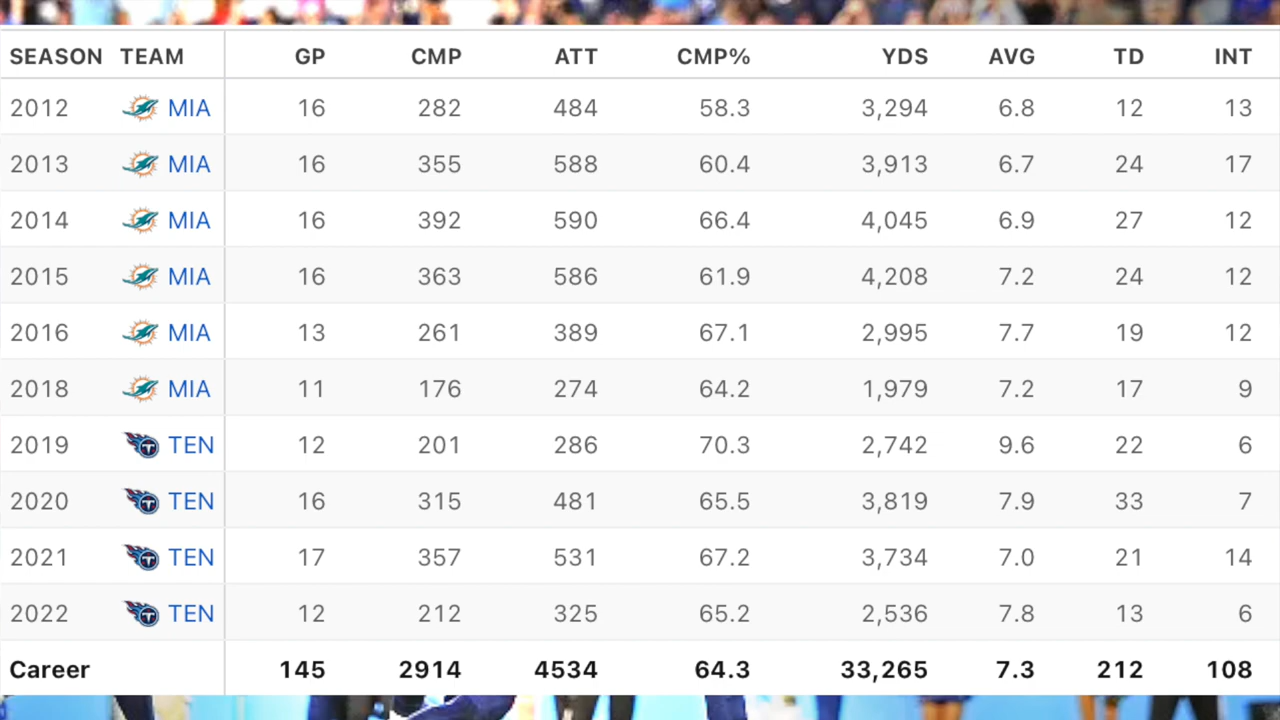 SEASON TEAM GP CMP ATT CMP% YDS AVG TD INT
2012 MIA 16 282 484 58.3 3,294 6.8 12 13
2013 MIA 16 355 588 60.4 3,913 6.7 24 17
2014 MIA 16 392 590 66.4 4,045 6.9 27 12
2015 MIA 16 363 586 61.9 4,208 7.2 24 12
2016 MIA 13 261 389 67.1 2,995 7.7 19 12
2018 MIA 11 176 274 64.2 1,979 7.2 17 9
2019 TEN 12 201 286 70.3 2,742 9.6 22 6
2020 TEN 16 315 481 65.5 3,819 7.9 33 7
2021 TEN 17 357 531 67.2 3,734 7.0 21 14
2022 TEN 12 212 325 65.2 2,536 7.8 13 6
Career 145 2914 4534 64.3 33,265 7.3 212 108